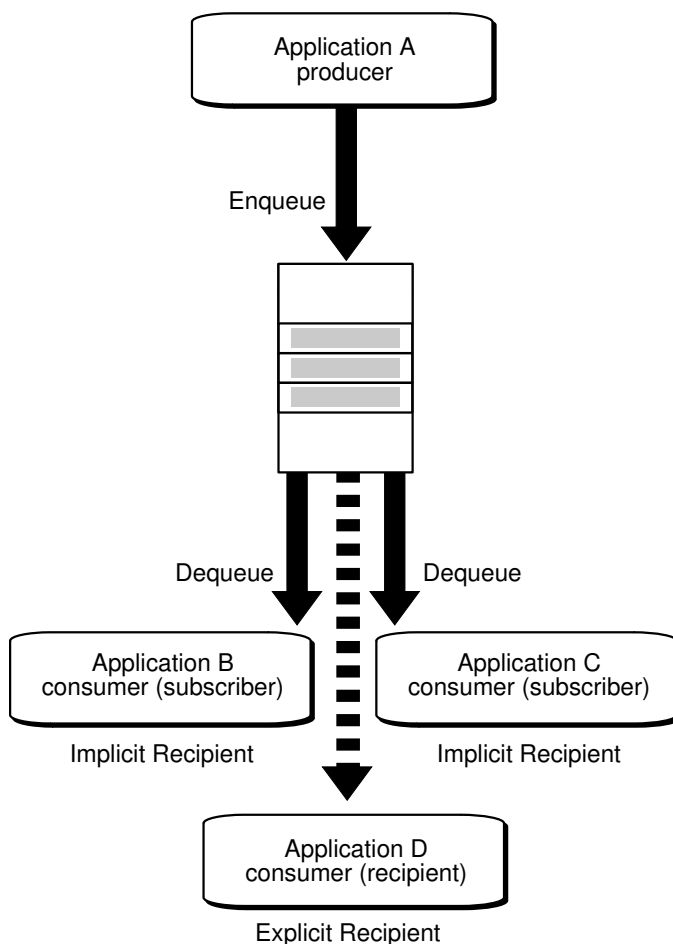 Application A
producer
Enqueue
Dequeue
Dequeue
Application B
consumer (subscriber)
Application C
consumer (subscriber)
Implicit Recipient
Implicit Recipient
Application D
consumer (recipient)
Explicit Recipient